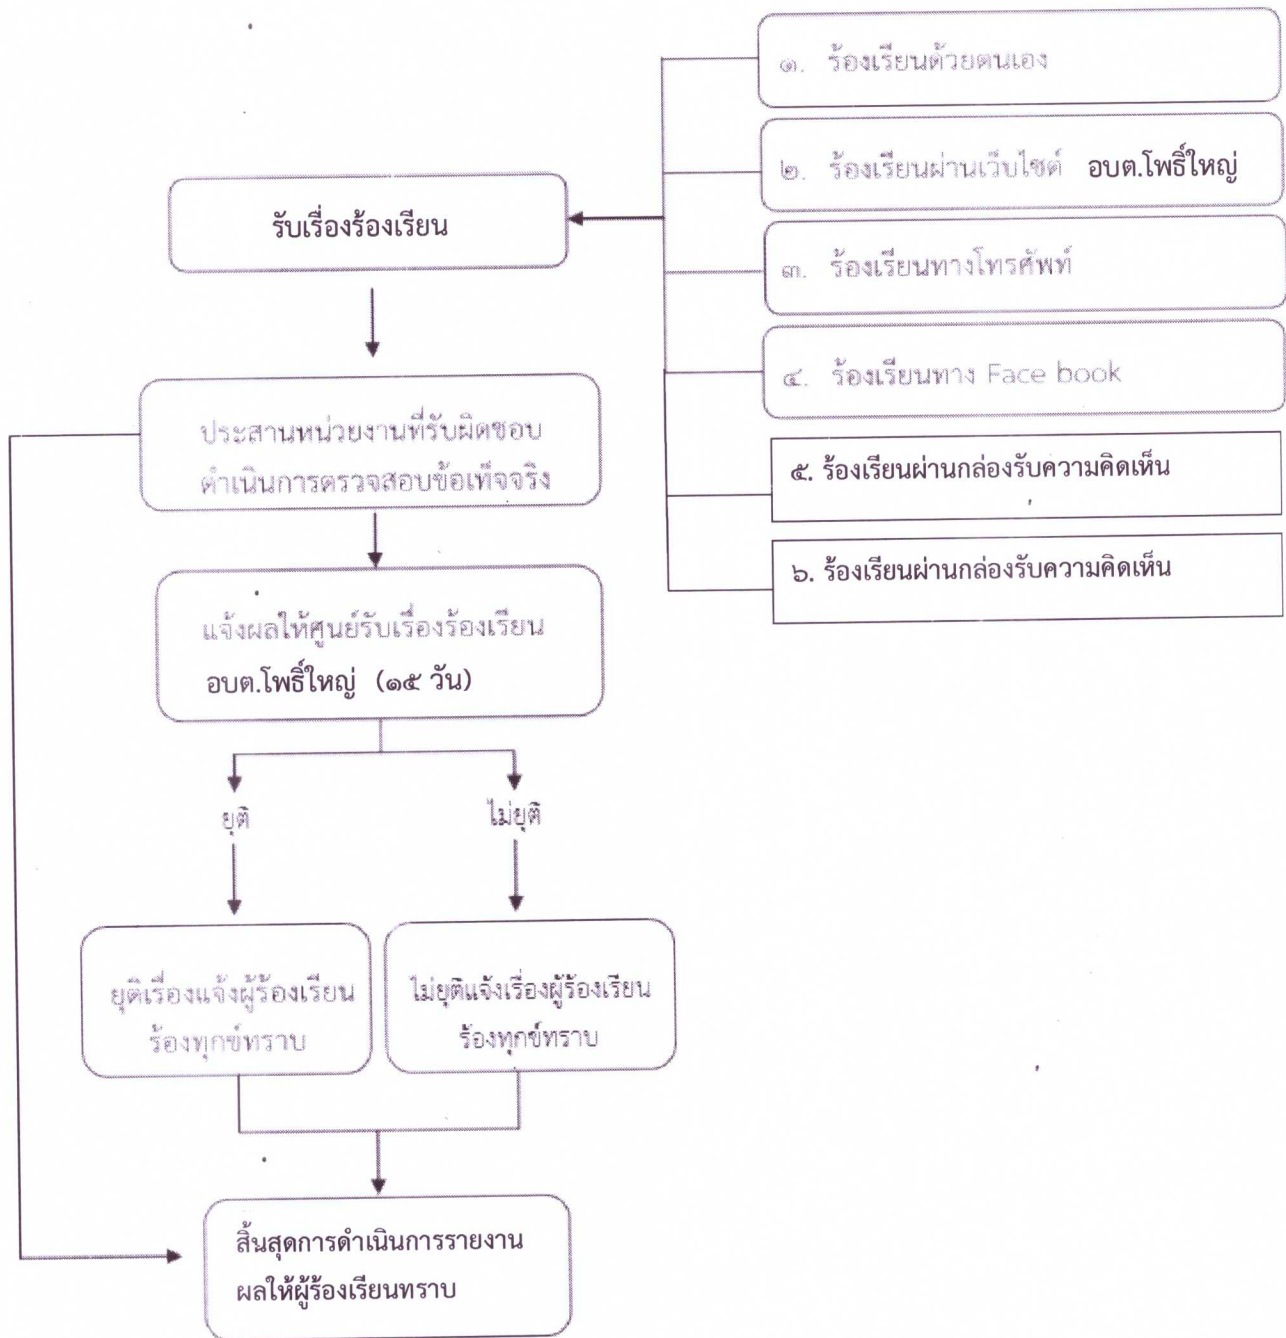 ๑. ร้องเรียนด้วยตนเอง
๒. ร้องเรียนผ่านเว็บไซต์ อบต.โพธิ์ใหญ่
๓. ร้องเรียนทางโทรศัพท์
๔. ร้องเรียนทาง Face book
๕. ร้องเรียนผ่านกล่องรับความคิดเห็น
๖. ร้องเรียนผ่านกล่องรับความคิดเห็น
รับเรื่องร้องเรียน
ประสานหน่วยงานที่รับผิดชอบ
ดำเนินการตรวจสอบข้อเท็จจริง
แจ้งผลให้ศูนย์รับเรื่องร้องเรียน
อบต.โพธิ์ใหญ่ (๑๕ วัน)
ยุติ
ไม่ยุติ
ยุติเรื่องแจ้งผู้ร้องเรียน
ร้องทุกข์ทราบ
ไม่ยุติแจ้งเรื่องผู้ร้องเรียน
ร้องทุกข์ทราบ
สิ้นสุดการดำเนินการรายงาน
ผลให้ผู้ร้องเรียนทราบ